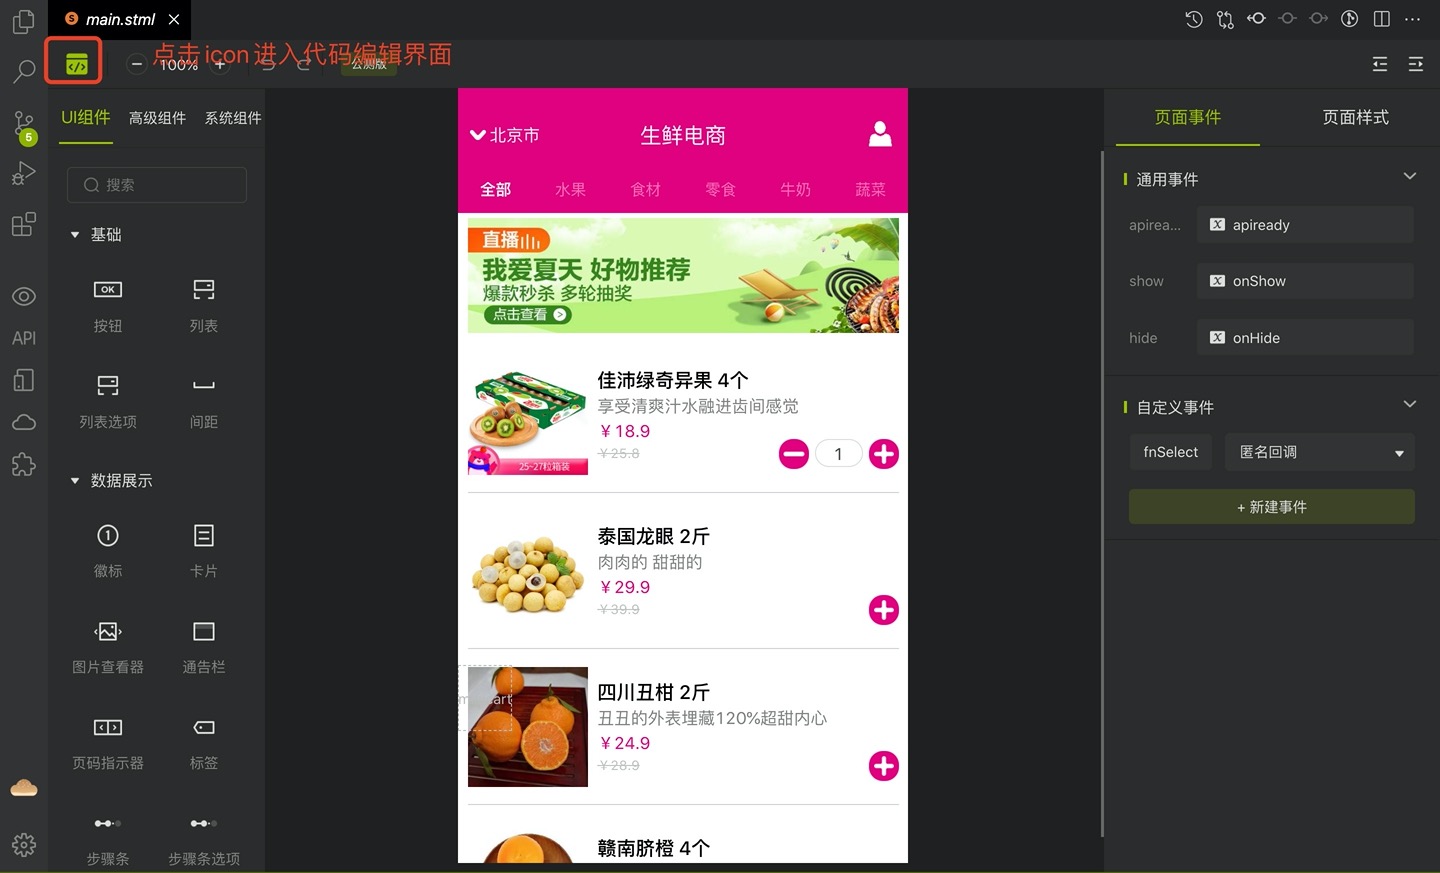 main.stml
点击icon进入代码编辑界面
100%
公测版
5
API
UI组件
高级组件
系统组件
搜索
基础
OK
按钮
列表
列表选项
间距
数据展示
1
徽标
卡片
图片查看器
通告栏
页码指示器
标签
步骤条
步骤条选项
北京市
生鲜电商
全部
水果
食材
零食
牛奶
蔬菜
直播
我爱夏天 好物推荐
爆款秒杀 多轮抽奖
点击查看
25-27粒箱装
佳沛绿奇异果 4个
享受清爽汁水融进齿间感觉
￥18.9
￥25.8
1
泰国龙眼 2斤
肉肉的 甜甜的
￥29.9
￥39.9
四川丑柑 2斤
丑丑的外表埋藏120%超甜内心
￥24.9
￥28.9
赣南脐橙 4个
页面事件
页面样式
通用事件
apirea...
apiready
show
onShow
hide
onHide
自定义事件
fnSelect
匿名回调
+ 新建事件